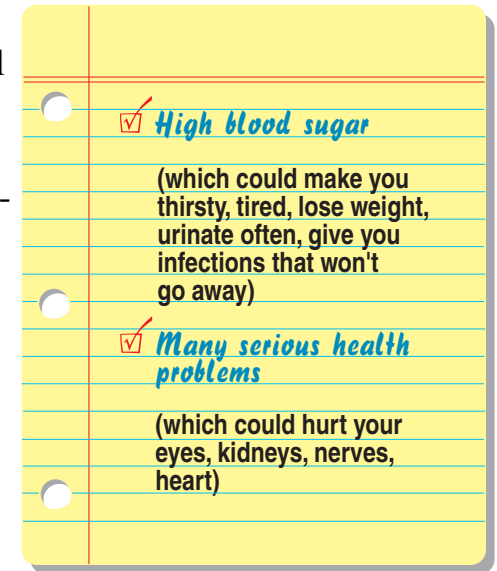 l
-
High blood sugar
(which could make you
thirsty, tired, lose weight,
urinate often, give you
infections that won't
go away)
Many serious health
problems
(which could hurt your
eyes, kidneys, nerves,
heart)